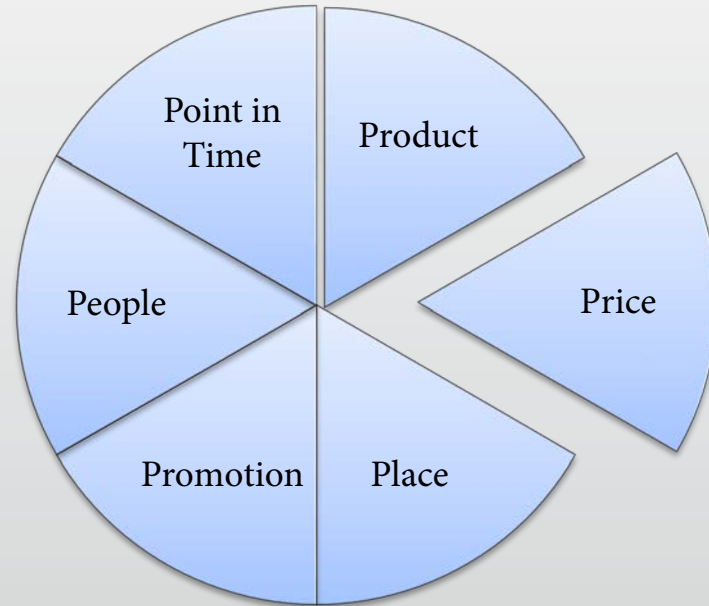 Point in
Time
Product
People
Price
Promotion
Place